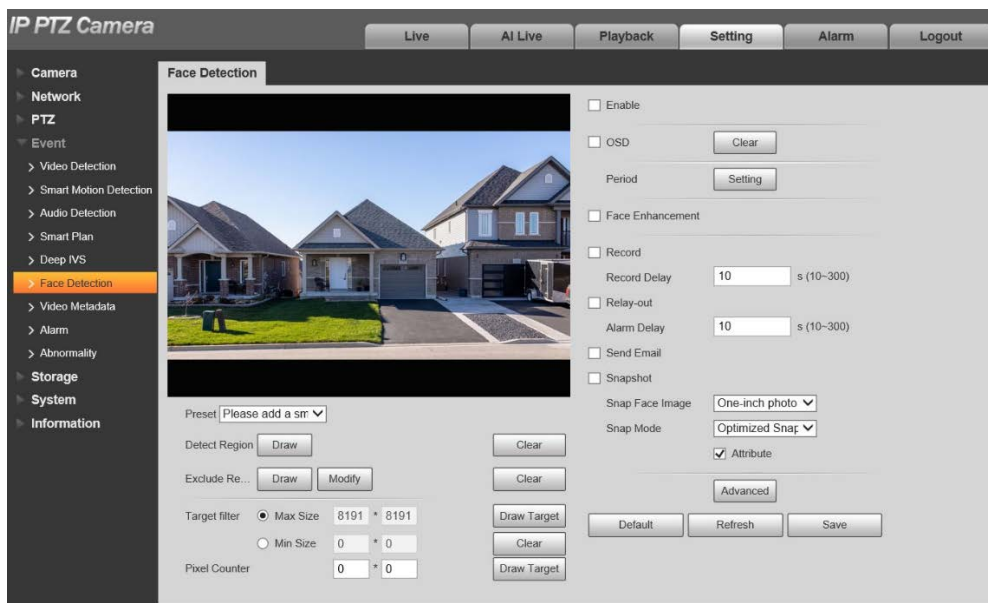 IP PTZ Camera
Live
AI Live
Playback
Setting
Alarm
Logout
Camera
Network
PTZ
Event
Video Detection
Smart Motion Detection
Audio Detection
Smart Plan
Deep IVS
Face Detection
Video Metadata
Alarm
Abnormality
Storage
System
Information
Face Detection
Preset Please add a sm
Detect Region Draw Clear
Exclude Re... Draw Modify Clear
Target filter Max Size 8191 * 8191 Draw Target
Min Size 0 * 0 Clear
Pixel Counter 0 * 0 Draw Target
Enable
OSD Clear
Period Setting
Face Enhancement
Record
Record Delay 10 s (10~300)
Relay-out
Alarm Delay 10 s (10~300)
Send Email
Snapshot
Snap Face Image One-inch photo
Snap Mode Optimized Snap
Attribute
Advanced
Default Refresh Save